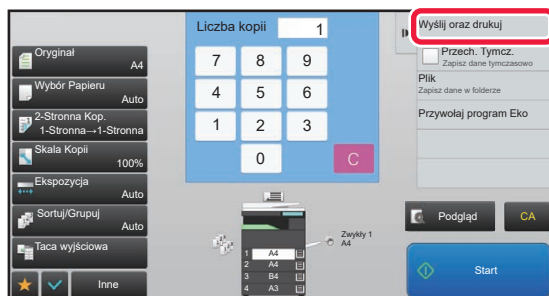 Oryginał
A4
Wybór Papieru
Auto
2-Stronna Kop.
1-Stronna→1-Stronna
Skala Kopii
100%
Ekspozycja
Auto
Sortuj/Grupuj
Auto
Taca wyjściowa
Inne
Liczba kopii 1
7 8 9
4 5 6
1 2 3
0 C
Zwykły 1
A4
1 A4
2 A4
3 B4
4 A3
Wyślij oraz drukuj
Przech. Tymcz.
Zapisz dane tymczasowo
Plik
Zapisz dane w folderze
Przywołaj program Eko
Podgląd CA
Start